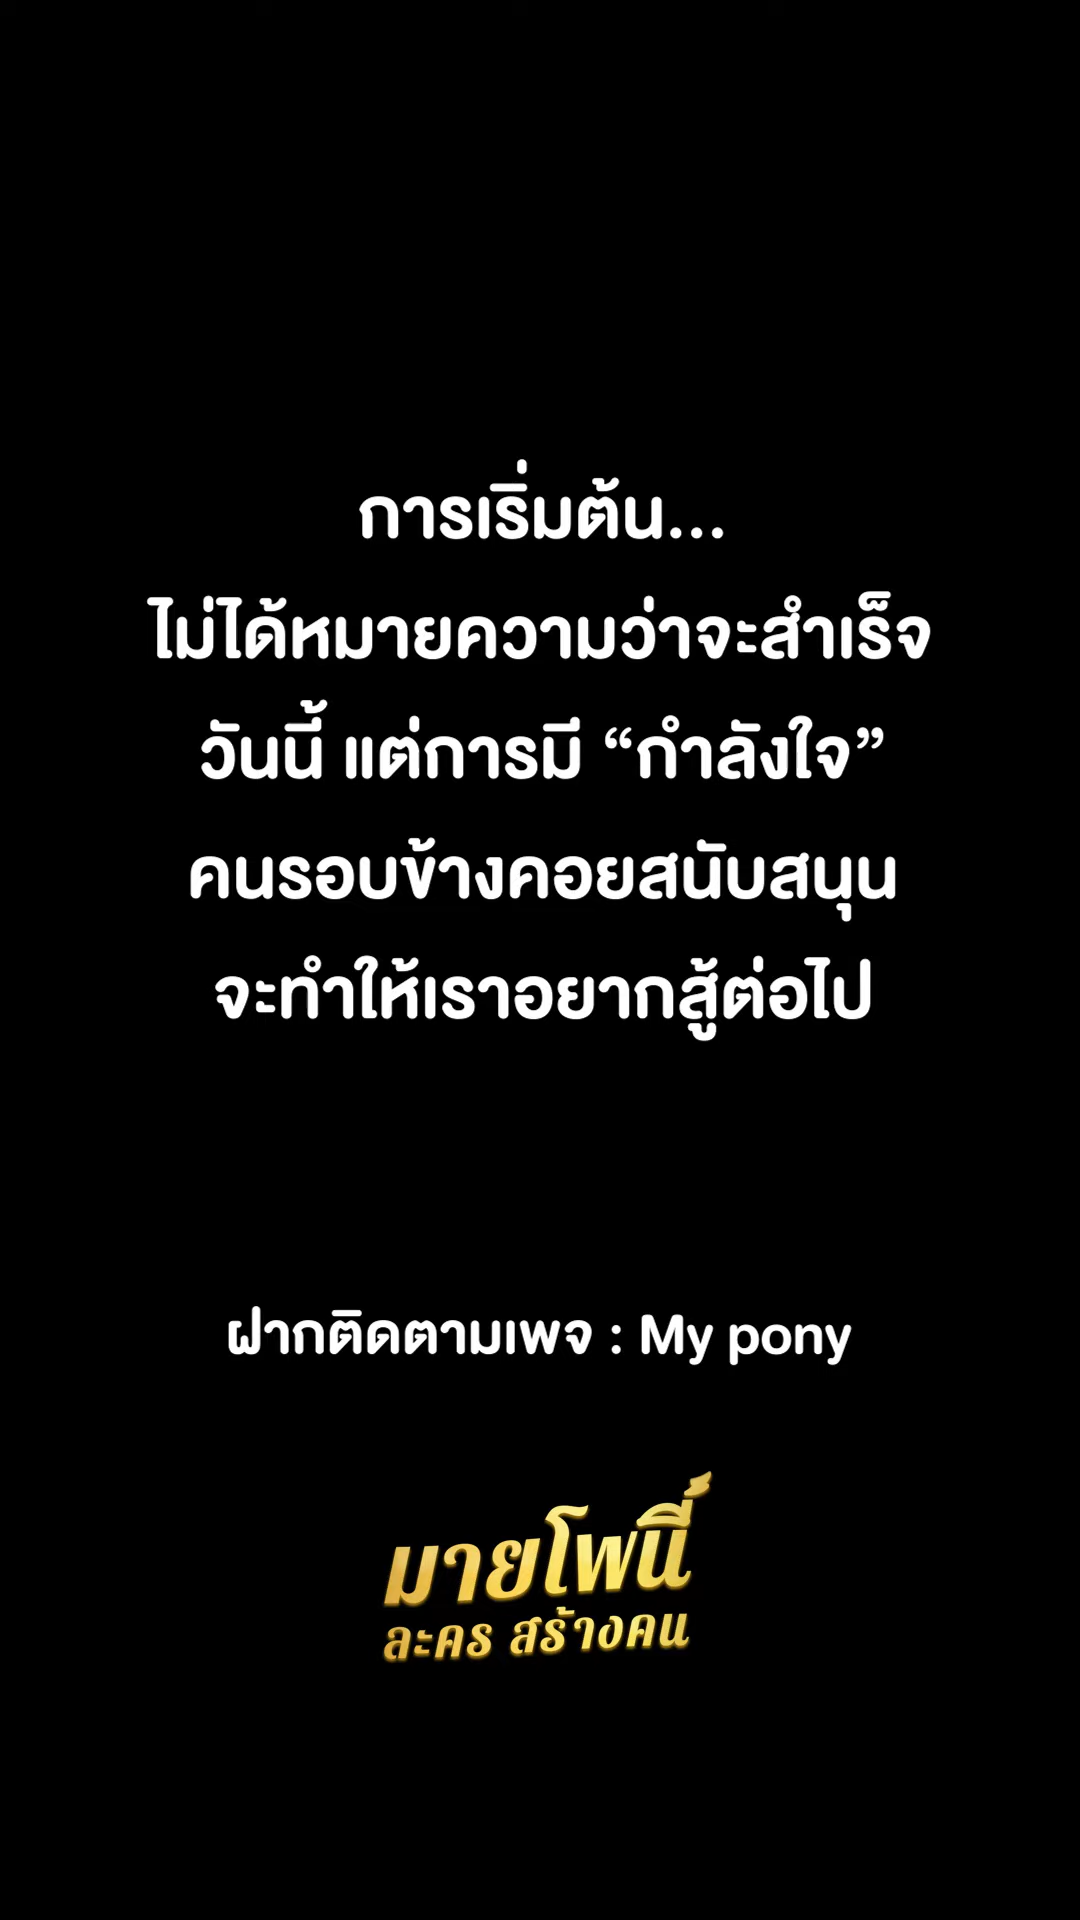 การเริ่มต้น...
ไม่ได้หมายความว่าจะสำเร็จ
วันนี้ แต่การมี “กำลังใจ”
คนรอบข้างคอยสนับสนุน
จะทำให้เราอยากสู้ต่อไป
ฝากติดตามเพจ : My pony
มายโพนี่
ละคร สร้างคน